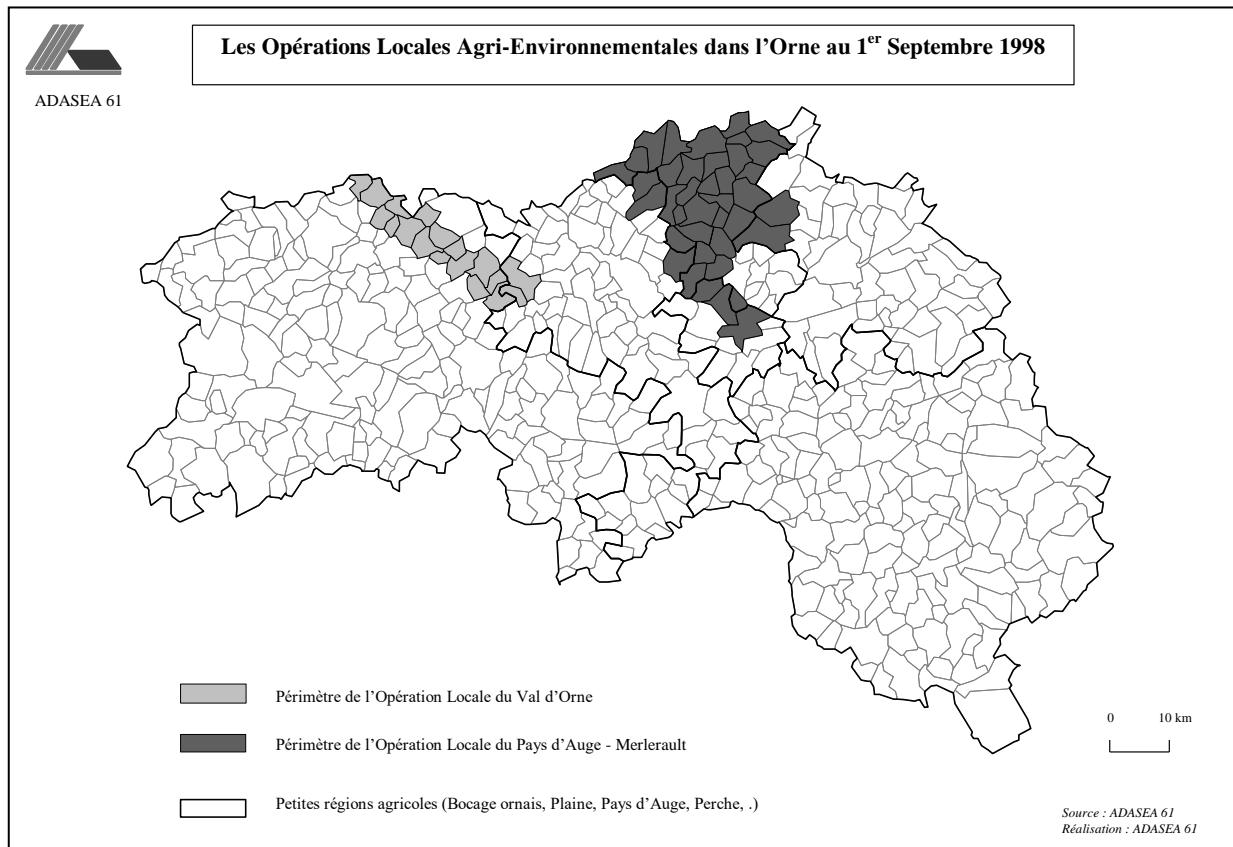 Les Opérations Locales Agri-Environnementales dans l'Orne au 1er Septembre 1998
ADASEA 61
Périmètre de l'Opération Locale du Val d'Orne
Périmètre de l'Opération Locale du Pays d'Auge - Merlerault
Petites régions agricoles (Bocage ornais, Plaine, Pays d'Auge, Perche, .)
0 10 km
Source : ADASEA 61
Réalisation : ADASEA 61